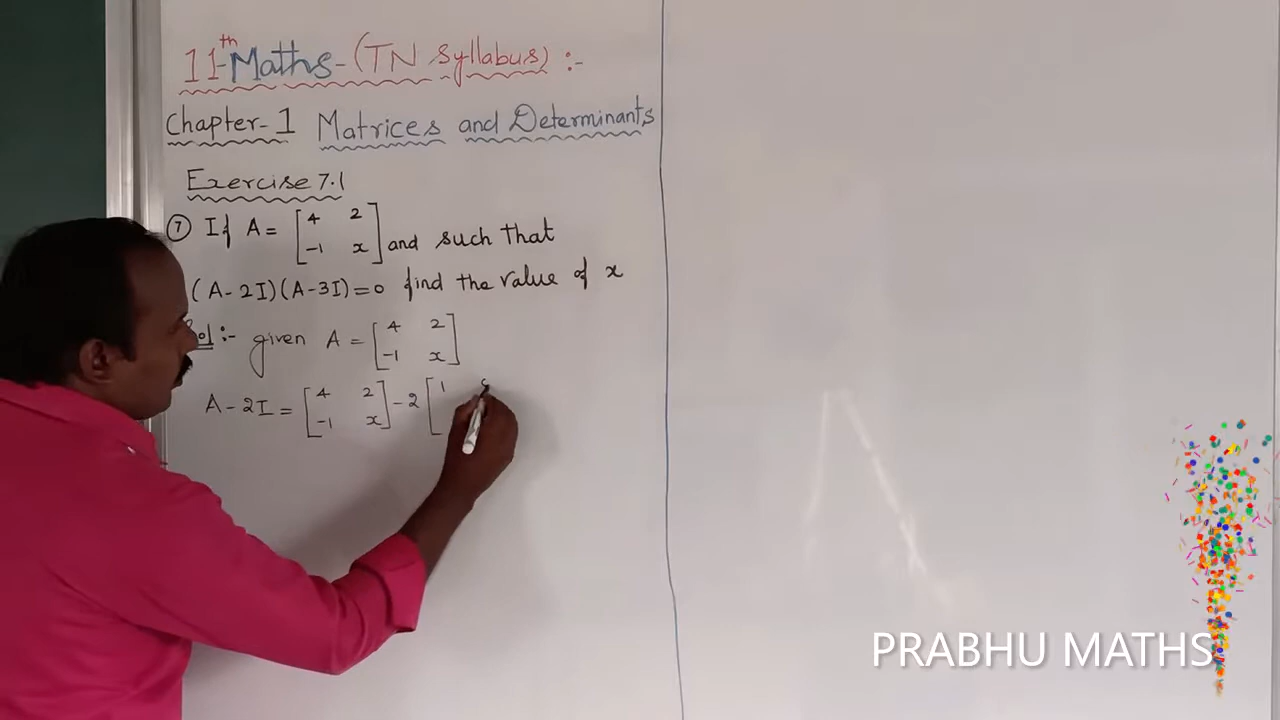 11th Maths - (TN Syllabus) :-
Chapter - 1 Matrices and Determinants
Exercise 7.1
⑦ If A = [4 2
-1 x] and such that
(A - 2I)(A - 3I) = 0 find the value of x
Sol :- given A = [4 2
-1 x]
A - 2I = [4 2
-1 x] - 2 [1
PRABHU MATHS